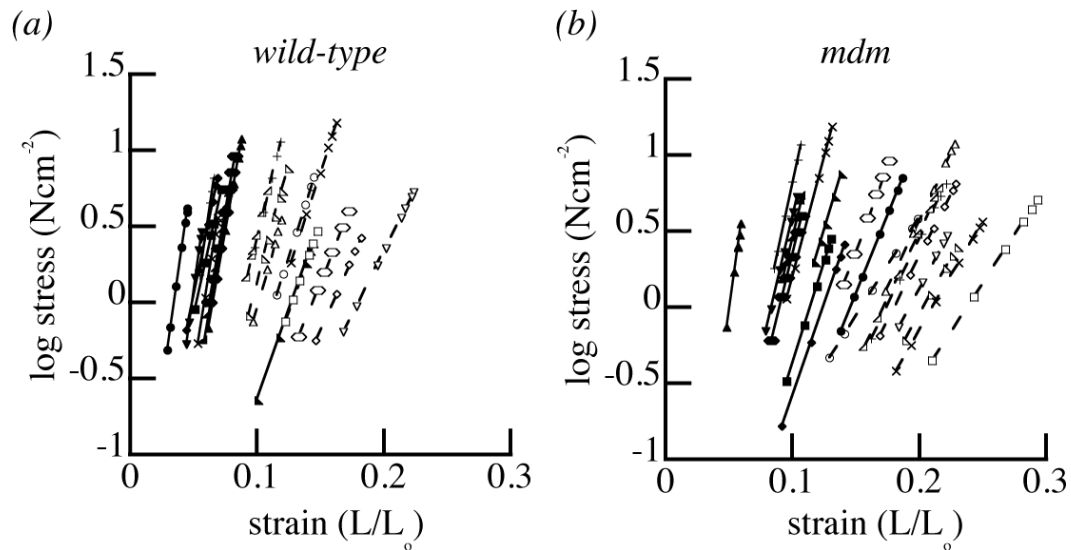 (a)
wild-type
1.5
1
0.5
0
-0.5
-1
log stress (Ncm-2)
0
0.1
0.2
0.3
strain (L/Lo)
(b)
mdm
1.5
1
0.5
0
-0.5
-1
log stress (Ncm-2)
0
0.1
0.2
0.3
strain (L/Lo)